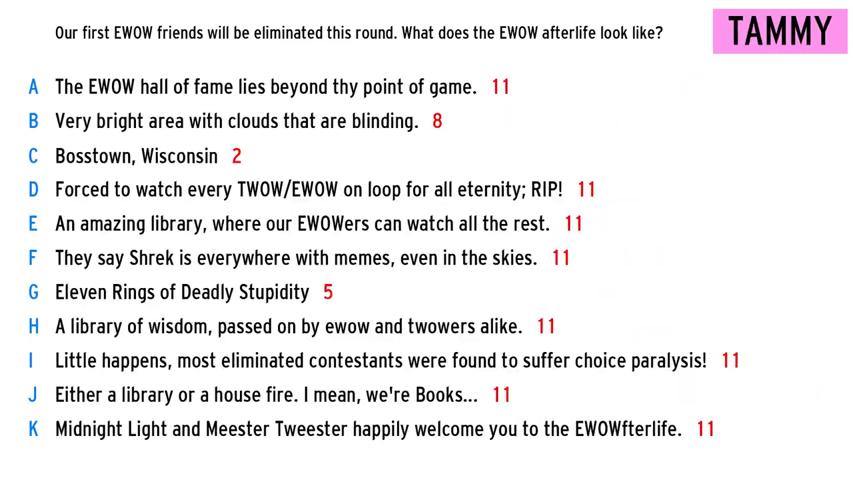 Our first EWOW friends will be eliminated this round. What does the EWOW afterlife look like?
TAMMY
A The EWOW hall of fame lies beyond thy point of game. 11
B Very bright area with clouds that are blinding. 8
C Bosstown, Wisconsin 2
D Forced to watch every TWOW/EWOW on loop for all eternity; RIP! 11
E An amazing library, where our EWOWers can watch all the rest. 11
F They say Shrek is everywhere with memes, even in the skies. 11
G Eleven Rings of Deadly Stupidity 5
H A library of wisdom, passed on by ewow and twowers alike. 11
I Little happens, most eliminated contestants were found to suffer choice paralysis! 11
J Either a library or a house fire. I mean, we're Books... 11
K Midnight Light and Meester Tweester happily welcome you to the EWOWfterlife. 11